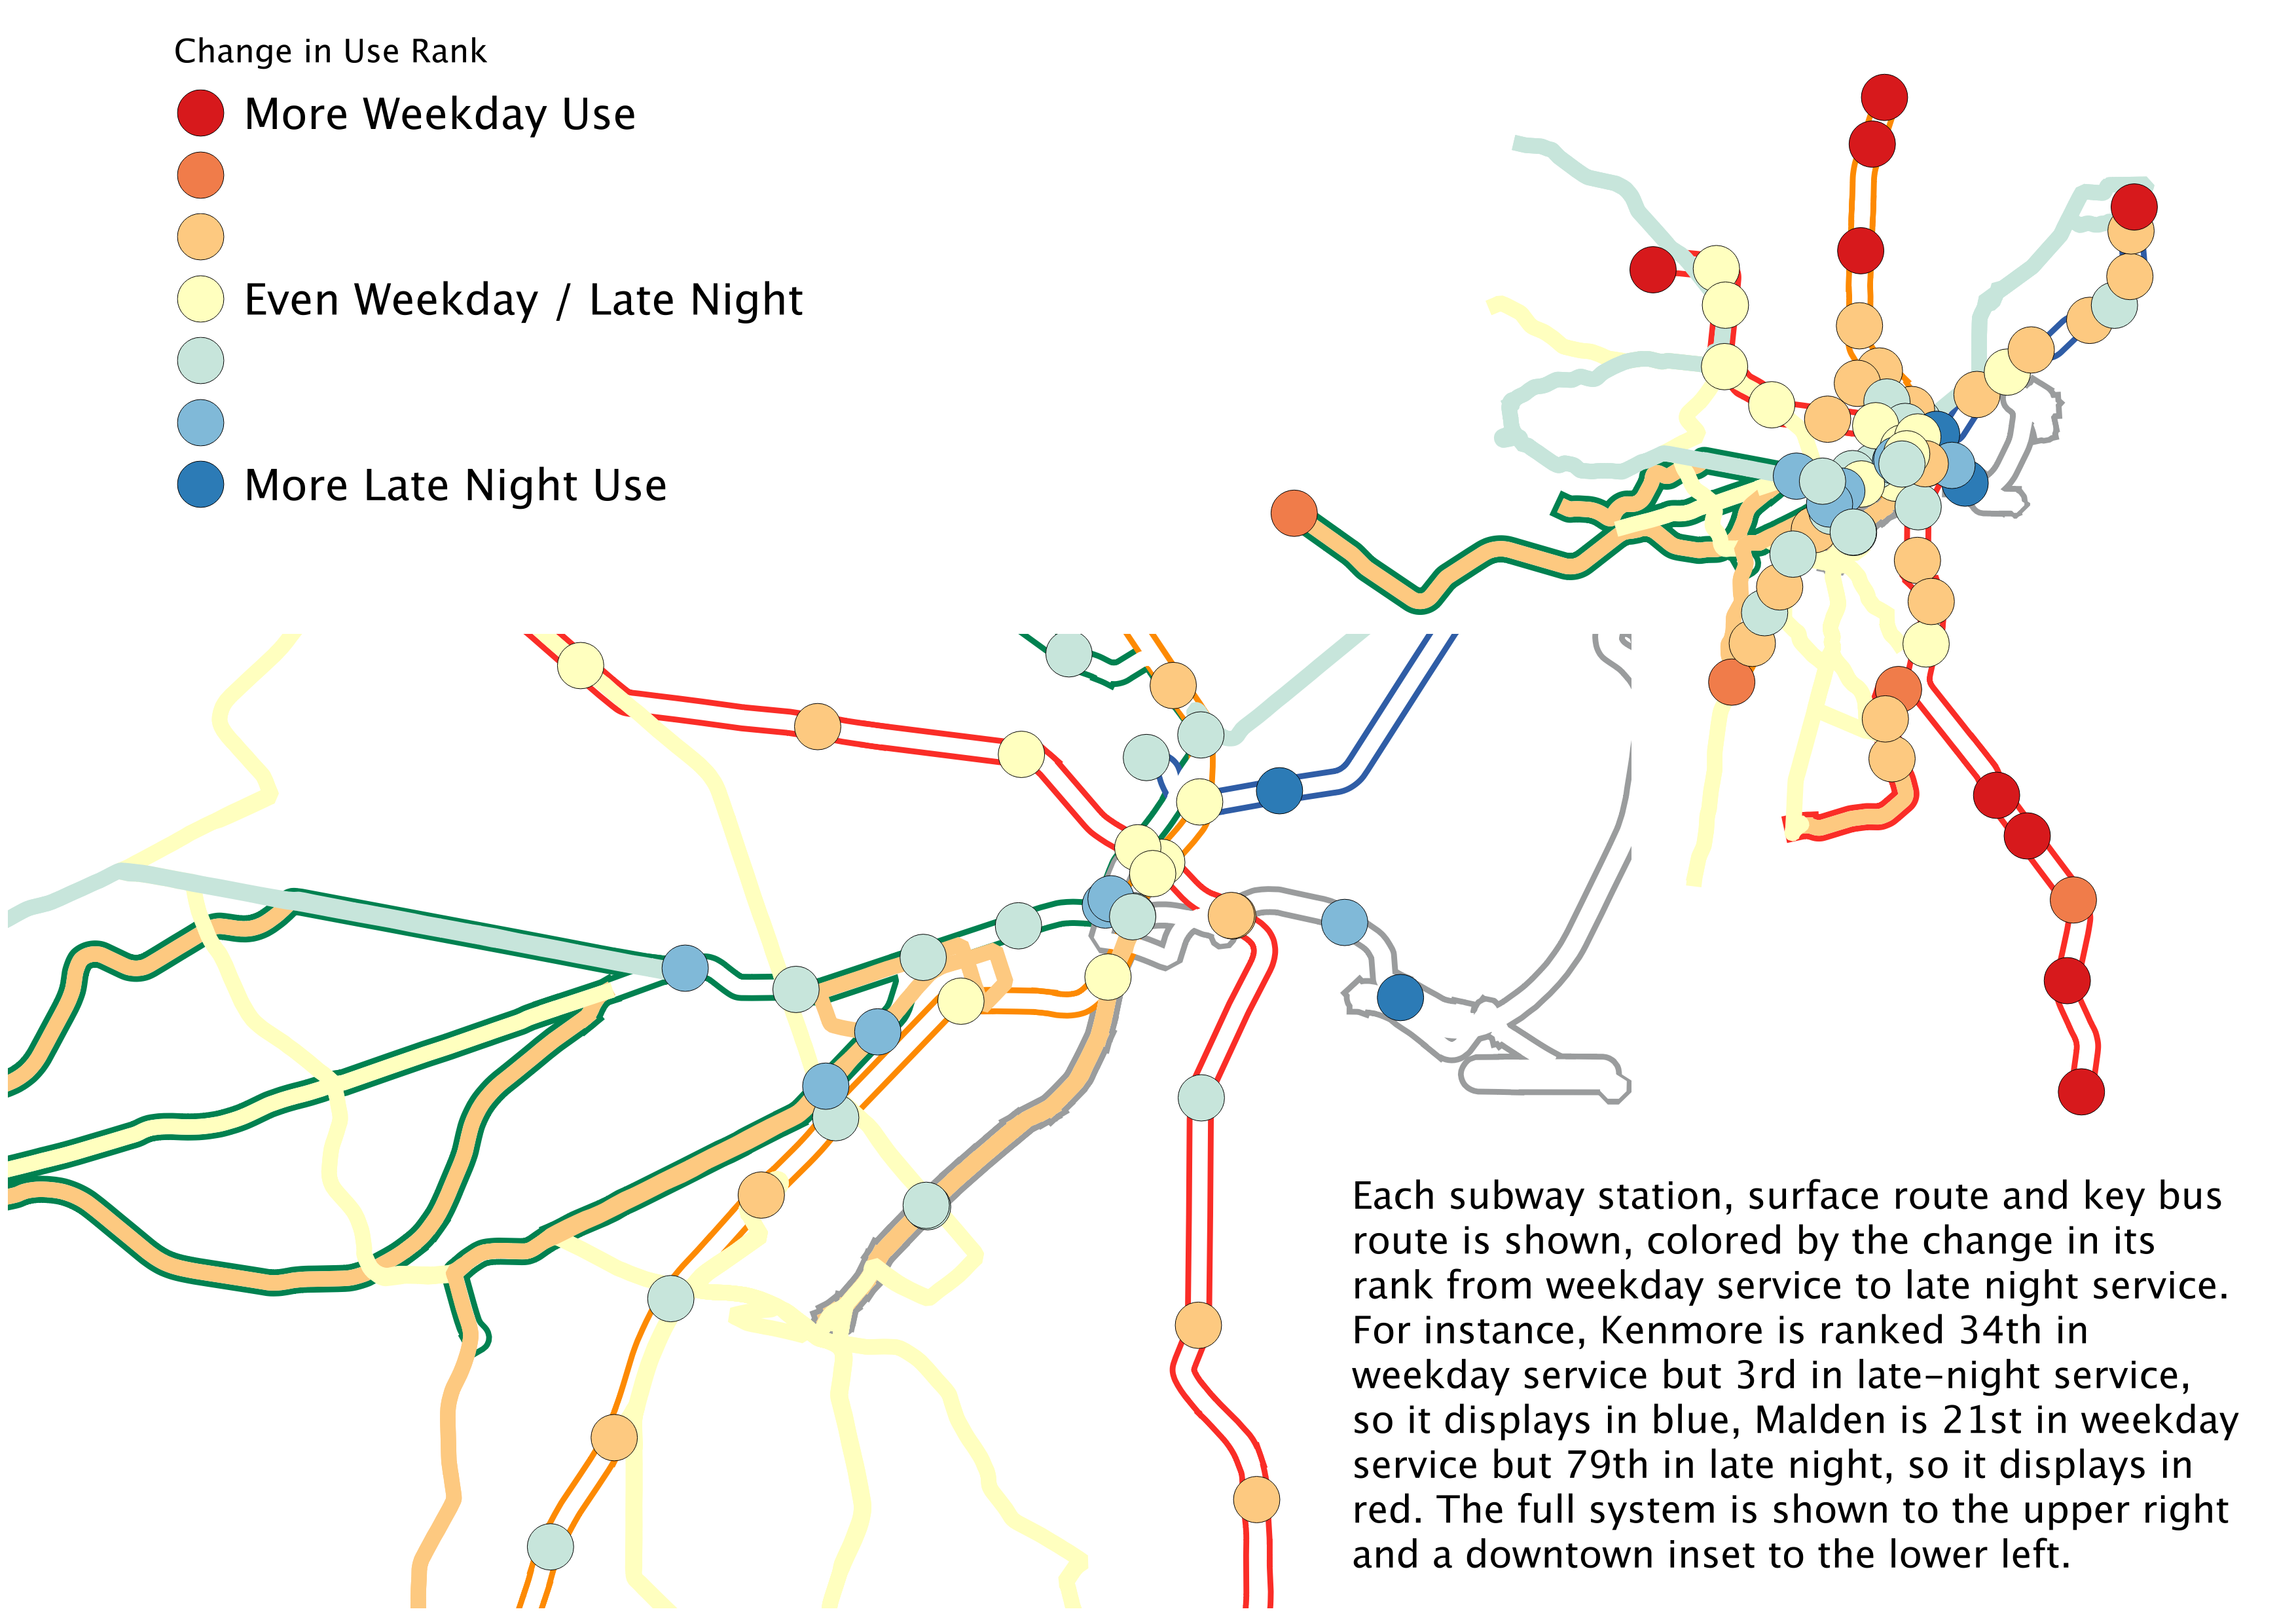 Change in Use Rank
More Weekday Use
Even Weekday / Late Night
More Late Night Use
Each subway station, surface route and key bus
route is shown, colored by the change in its
rank from weekday service to late night service.
For instance, Kenmore is ranked 34th in
weekday service but 3rd in late-night service,
so it displays in blue, Malden is 21st in weekday
service but 79th in late night, so it displays in
red. The full system is shown to the upper right
and a downtown inset to the lower left.